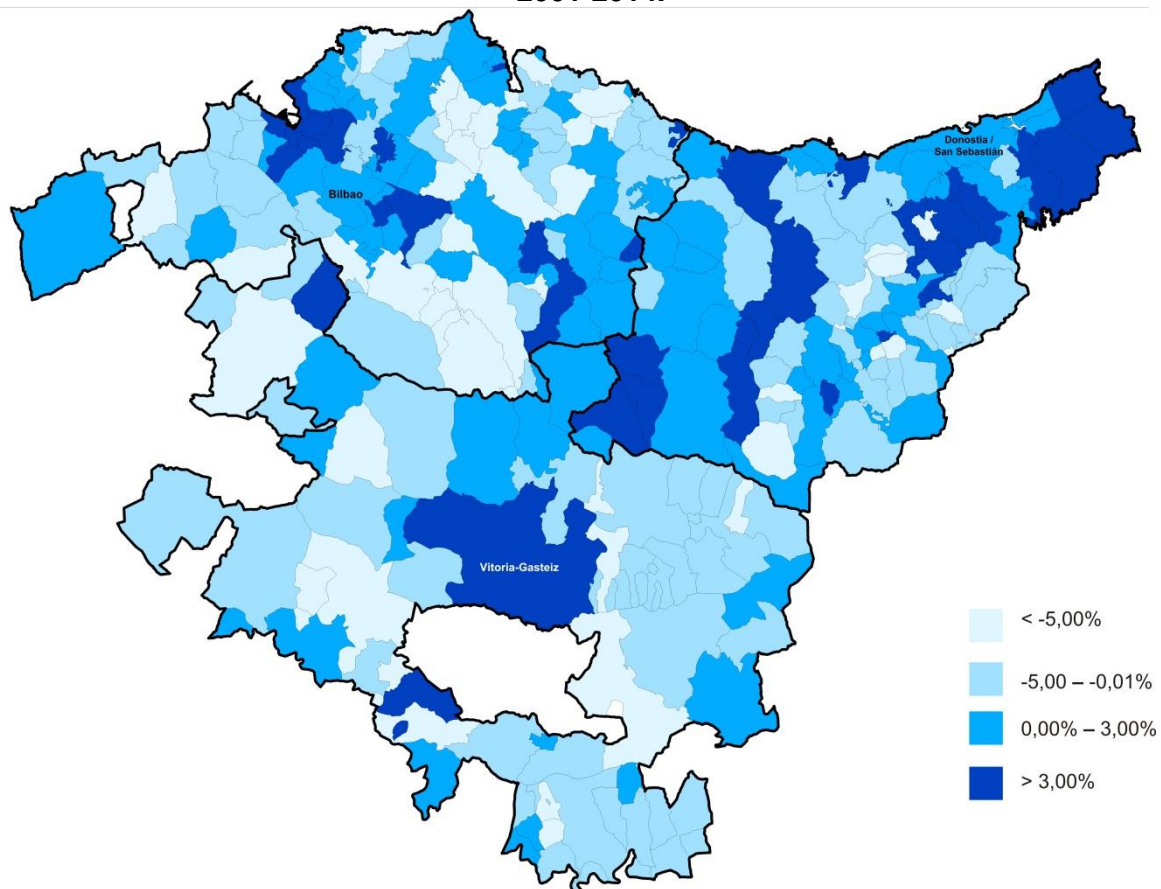 Donostia /
San Sebastián
Bilbao
Vitoria-Gasteiz
< -5,00%
-5,00 – -0,01%
0,00% – 3,00%
> 3,00%